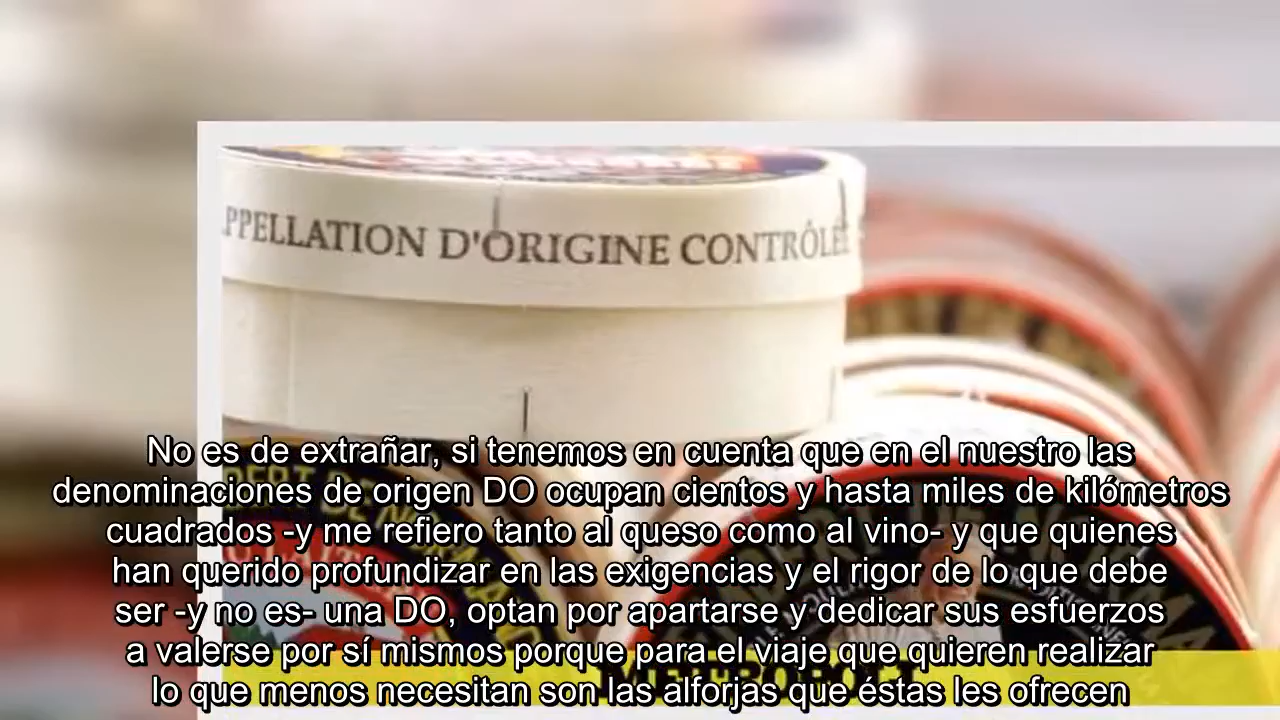 PPELLATION D'ORIGINE CONTRÔLÉE
No es de extrañar, si tenemos en cuenta que en el nuestro las
denominaciones de origen DO ocupan cientos y hasta miles de kilómetros
cuadrados -y me refiero tanto al queso como al vino- y que quienes
han querido profundizar en las exigencias y el rigor de lo que debe
ser -y no es- una DO, optan por apartarse y dedicar sus esfuerzos
a valerse por sí mismos porque para el viaje que quieren realizar
lo que menos necesitan son las alforjas que éstas les ofrecen